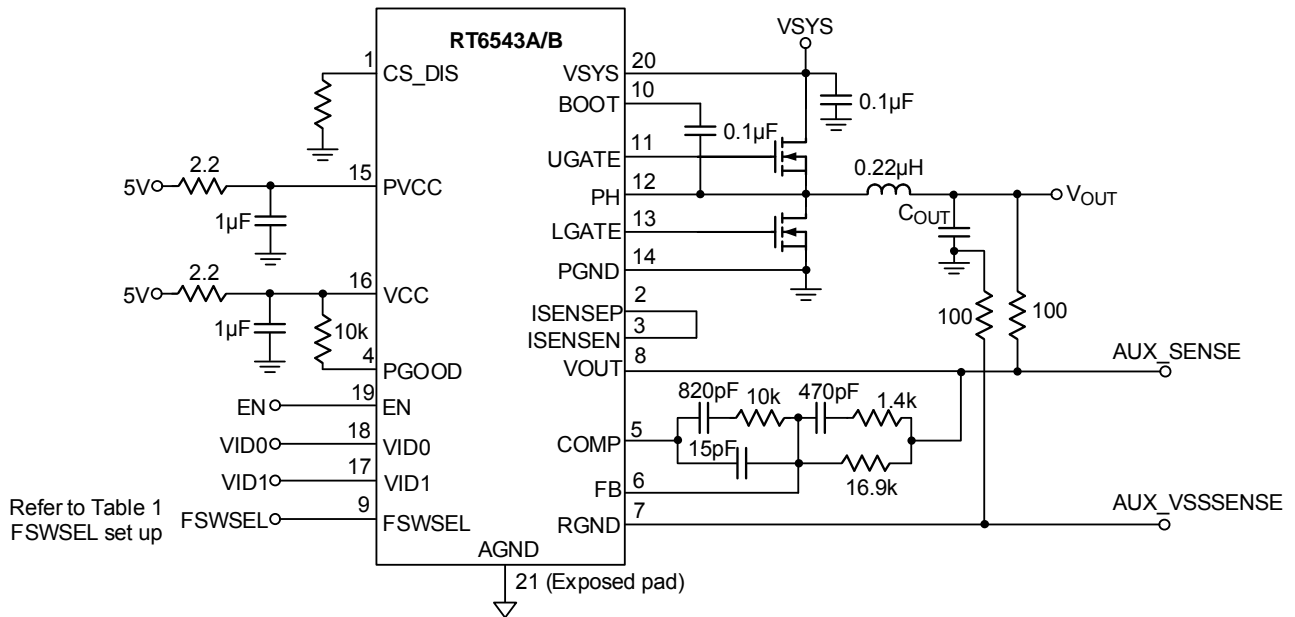 RT6543A/B
VSYS
1
CS_DIS
VSYS
20
0.1µF
BOOT
10
0.1µF
UGATE
11
2.2
5V
15
PVCC
1µF
PH
12
0.22µH
VOUT
COUT
LGATE
13
PGND
14
2.2
5V
16
VCC
1µF
10k
ISENSEP
2
ISENSEN
3
100
100
4
PGOOD
VOUT
8
AUX_SENSE
EN
19
EN
820pF
10k
470pF
1.4k
VID0
18
VID0
COMP
5
15pF
16.9k
VID1
17
VID1
FB
6
Refer to Table 1
FSWSEL set up
FSWSEL
9
FSWSEL
RGND
7
AUX_VSSSENSE
AGND
21 (Exposed pad)